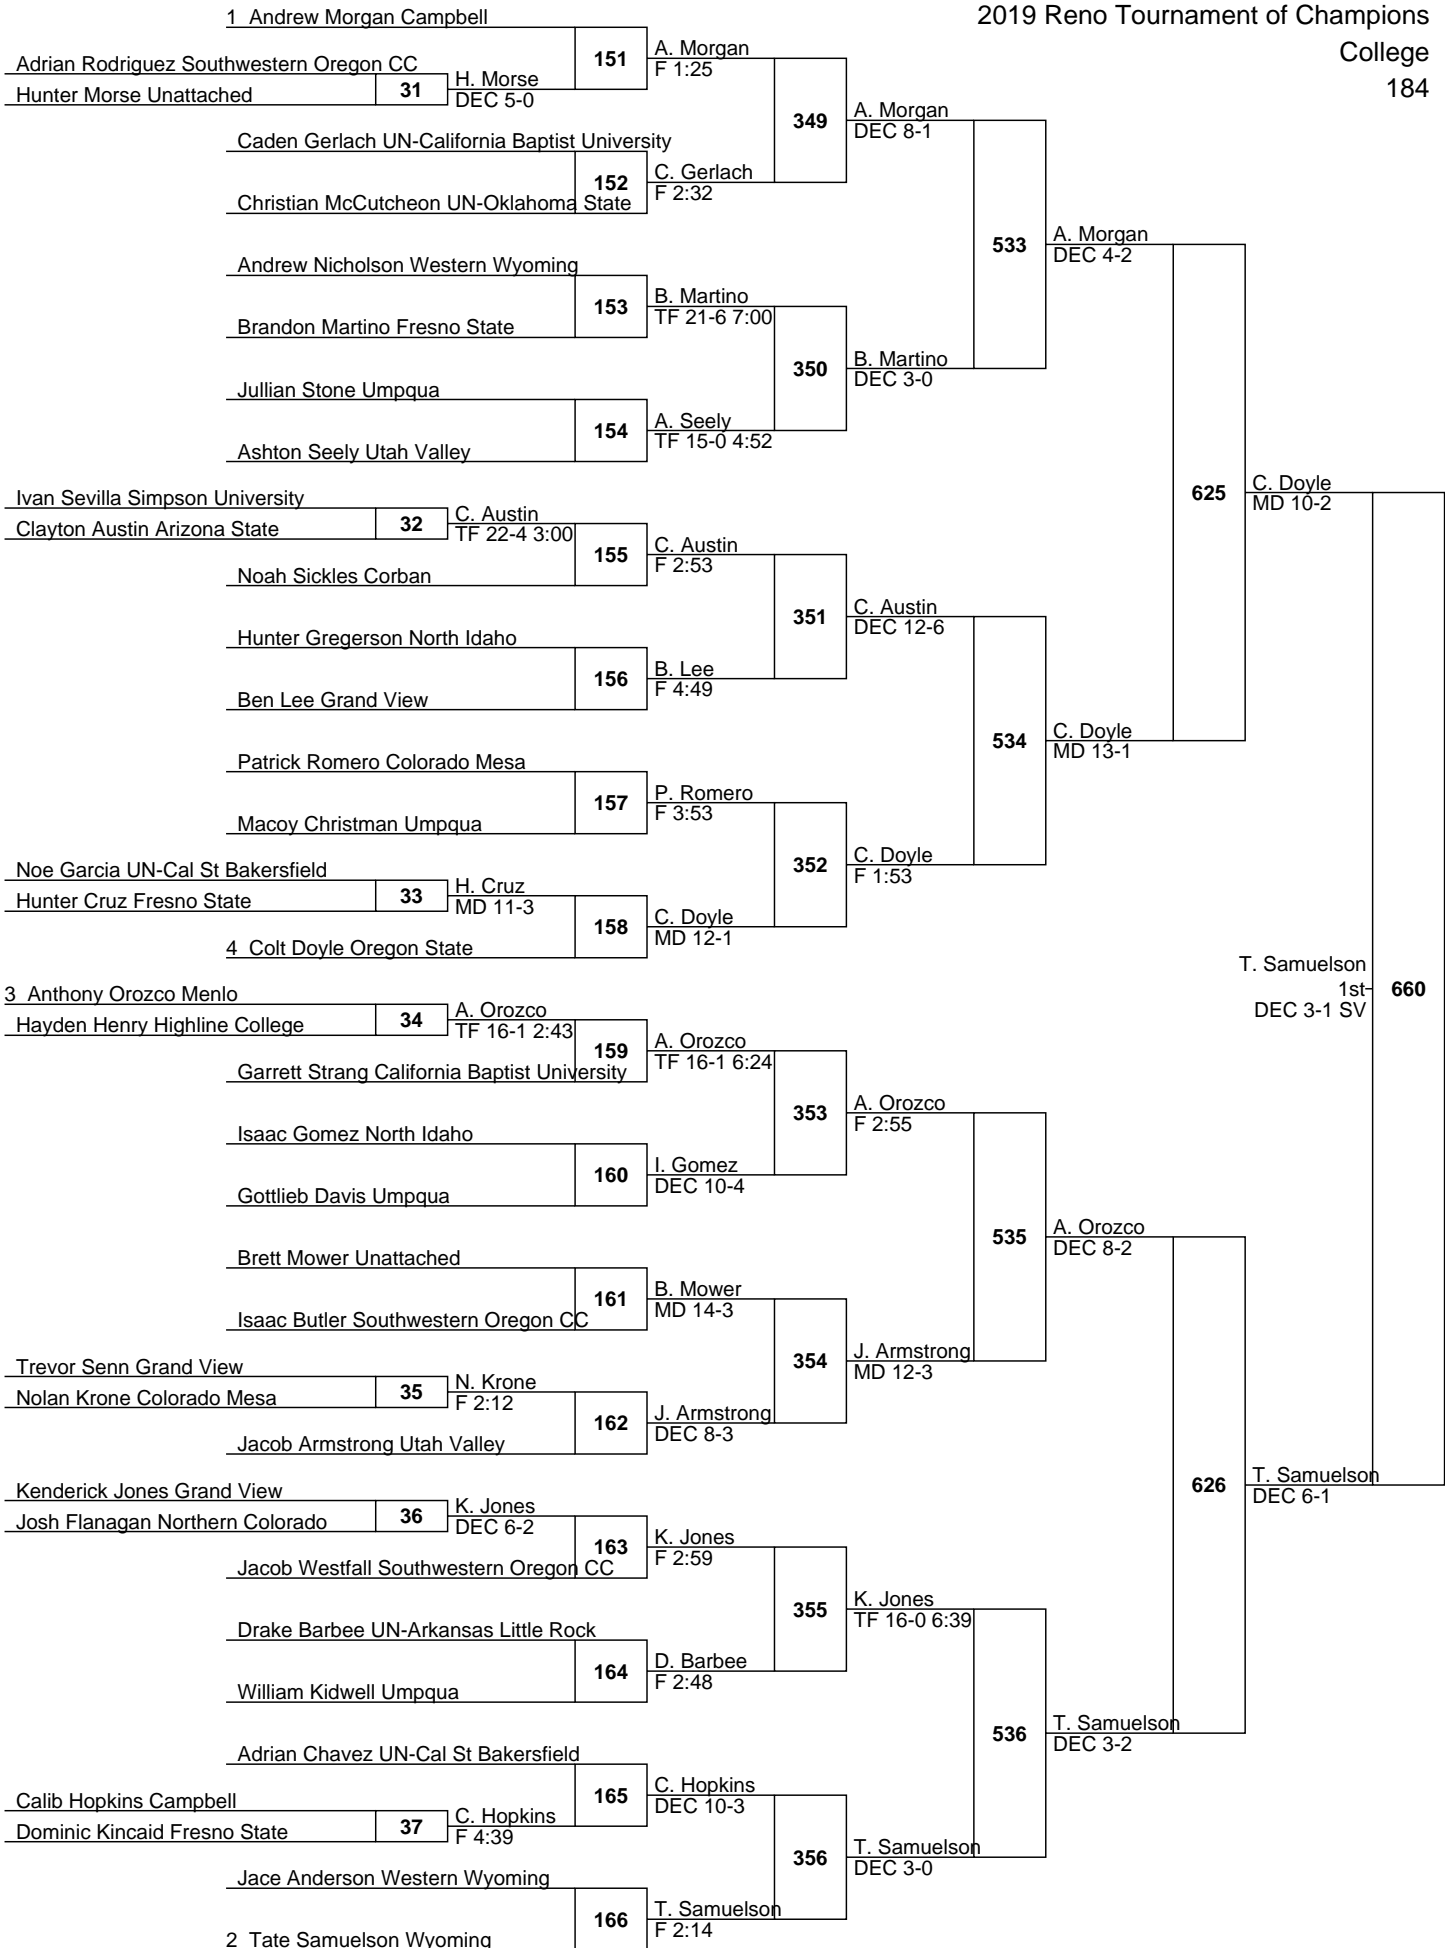 2019 Reno Tournament of Champions
College
184
1 Andrew Morgan Campbell
Adrian Rodriguez Southwestern Oregon CC
Hunter Morse Unattached
31
H. Morse
DEC 5-0
151
A. Morgan
F 1:25
Caden Gerlach UN-California Baptist University
Christian McCutcheon UN-Oklahoma State
152
C. Gerlach
F 2:32
349
A. Morgan
DEC 8-1
Andrew Nicholson Western Wyoming
Brandon Martino Fresno State
153
B. Martino
TF 21-6 7:00
Jullian Stone Umpqua
Ashton Seely Utah Valley
154
A. Seely
TF 15-0 4:52
350
B. Martino
DEC 3-0
533
A. Morgan
DEC 4-2
Ivan Sevilla Simpson University
Clayton Austin Arizona State
32
C. Austin
TF 22-4 3:00
Noah Sickles Corban
155
C. Austin
F 2:53
Hunter Gregerson North Idaho
Ben Lee Grand View
156
B. Lee
F 4:49
351
C. Austin
DEC 12-6
Patrick Romero Colorado Mesa
Macoy Christman Umpqua
157
P. Romero
F 3:53
Noe Garcia UN-Cal St Bakersfield
Hunter Cruz Fresno State
33
H. Cruz
MD 11-3
4 Colt Doyle Oregon State
158
C. Doyle
MD 12-1
352
C. Doyle
F 1:53
534
C. Doyle
MD 13-1
625
C. Doyle
MD 10-2
3 Anthony Orozco Menlo
Hayden Henry Highline College
34
A. Orozco
TF 16-1 2:43
Garrett Strang California Baptist University
159
A. Orozco
TF 16-1 6:24
Isaac Gomez North Idaho
Gottlieb Davis Umpqua
160
I. Gomez
DEC 10-4
353
A. Orozco
F 2:55
Brett Mower Unattached
Isaac Butler Southwestern Oregon CC
161
B. Mower
MD 14-3
Trevor Senn Grand View
Nolan Krone Colorado Mesa
35
N. Krone
F 2:12
Jacob Armstrong Utah Valley
162
J. Armstrong
DEC 8-3
354
J. Armstrong
MD 12-3
535
A. Orozco
DEC 8-2
Kenderick Jones Grand View
Josh Flanagan Northern Colorado
36
K. Jones
DEC 6-2
Jacob Westfall Southwestern Oregon CC
163
K. Jones
F 2:59
Drake Barbee UN-Arkansas Little Rock
William Kidwell Umpqua
164
D. Barbee
F 2:48
355
K. Jones
TF 16-0 6:39
Adrian Chavez UN-Cal St Bakersfield
Calib Hopkins Campbell
Dominic Kincaid Fresno State
37
C. Hopkins
F 4:39
165
C. Hopkins
DEC 10-3
Jace Anderson Western Wyoming
2 Tate Samuelson Wyoming
166
T. Samuelson
F 2:14
356
T. Samuelson
DEC 3-0
536
T. Samuelson
DEC 3-2
626
T. Samuelson
DEC 6-1
T. Samuelson
1st
DEC 3-1 SV
660